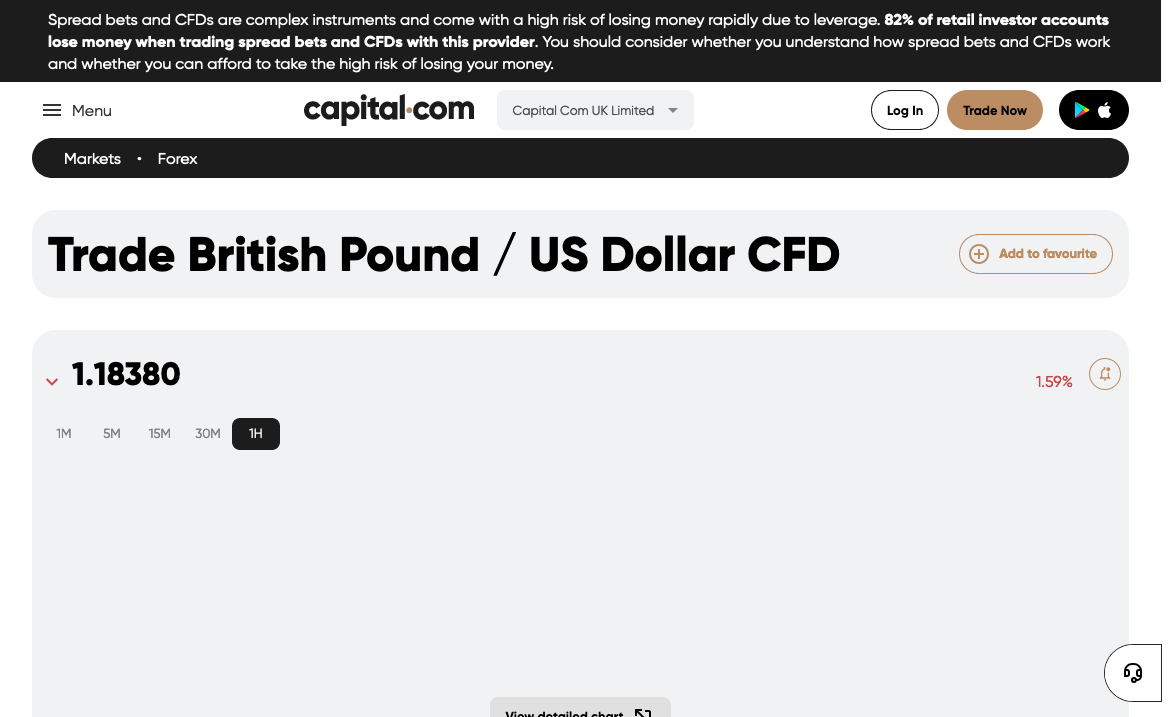 Spread bets and CFDs are complex instruments and come with a high risk of losing money rapidly due to leverage. 82% of retail investor accounts
lose money when trading spread bets and CFDs with this provider. You should consider whether you understand how spread bets and CFDs work
and whether you can afford to take the high risk of losing your money.
Menu
capital.com
Capital Com UK Limited
Log In
Trade Now
Markets • Forex
Trade British Pound / US Dollar CFD
Add to favourite
1.18380
1.59%
1M 5M 15M 30M 1H
View detailed chart